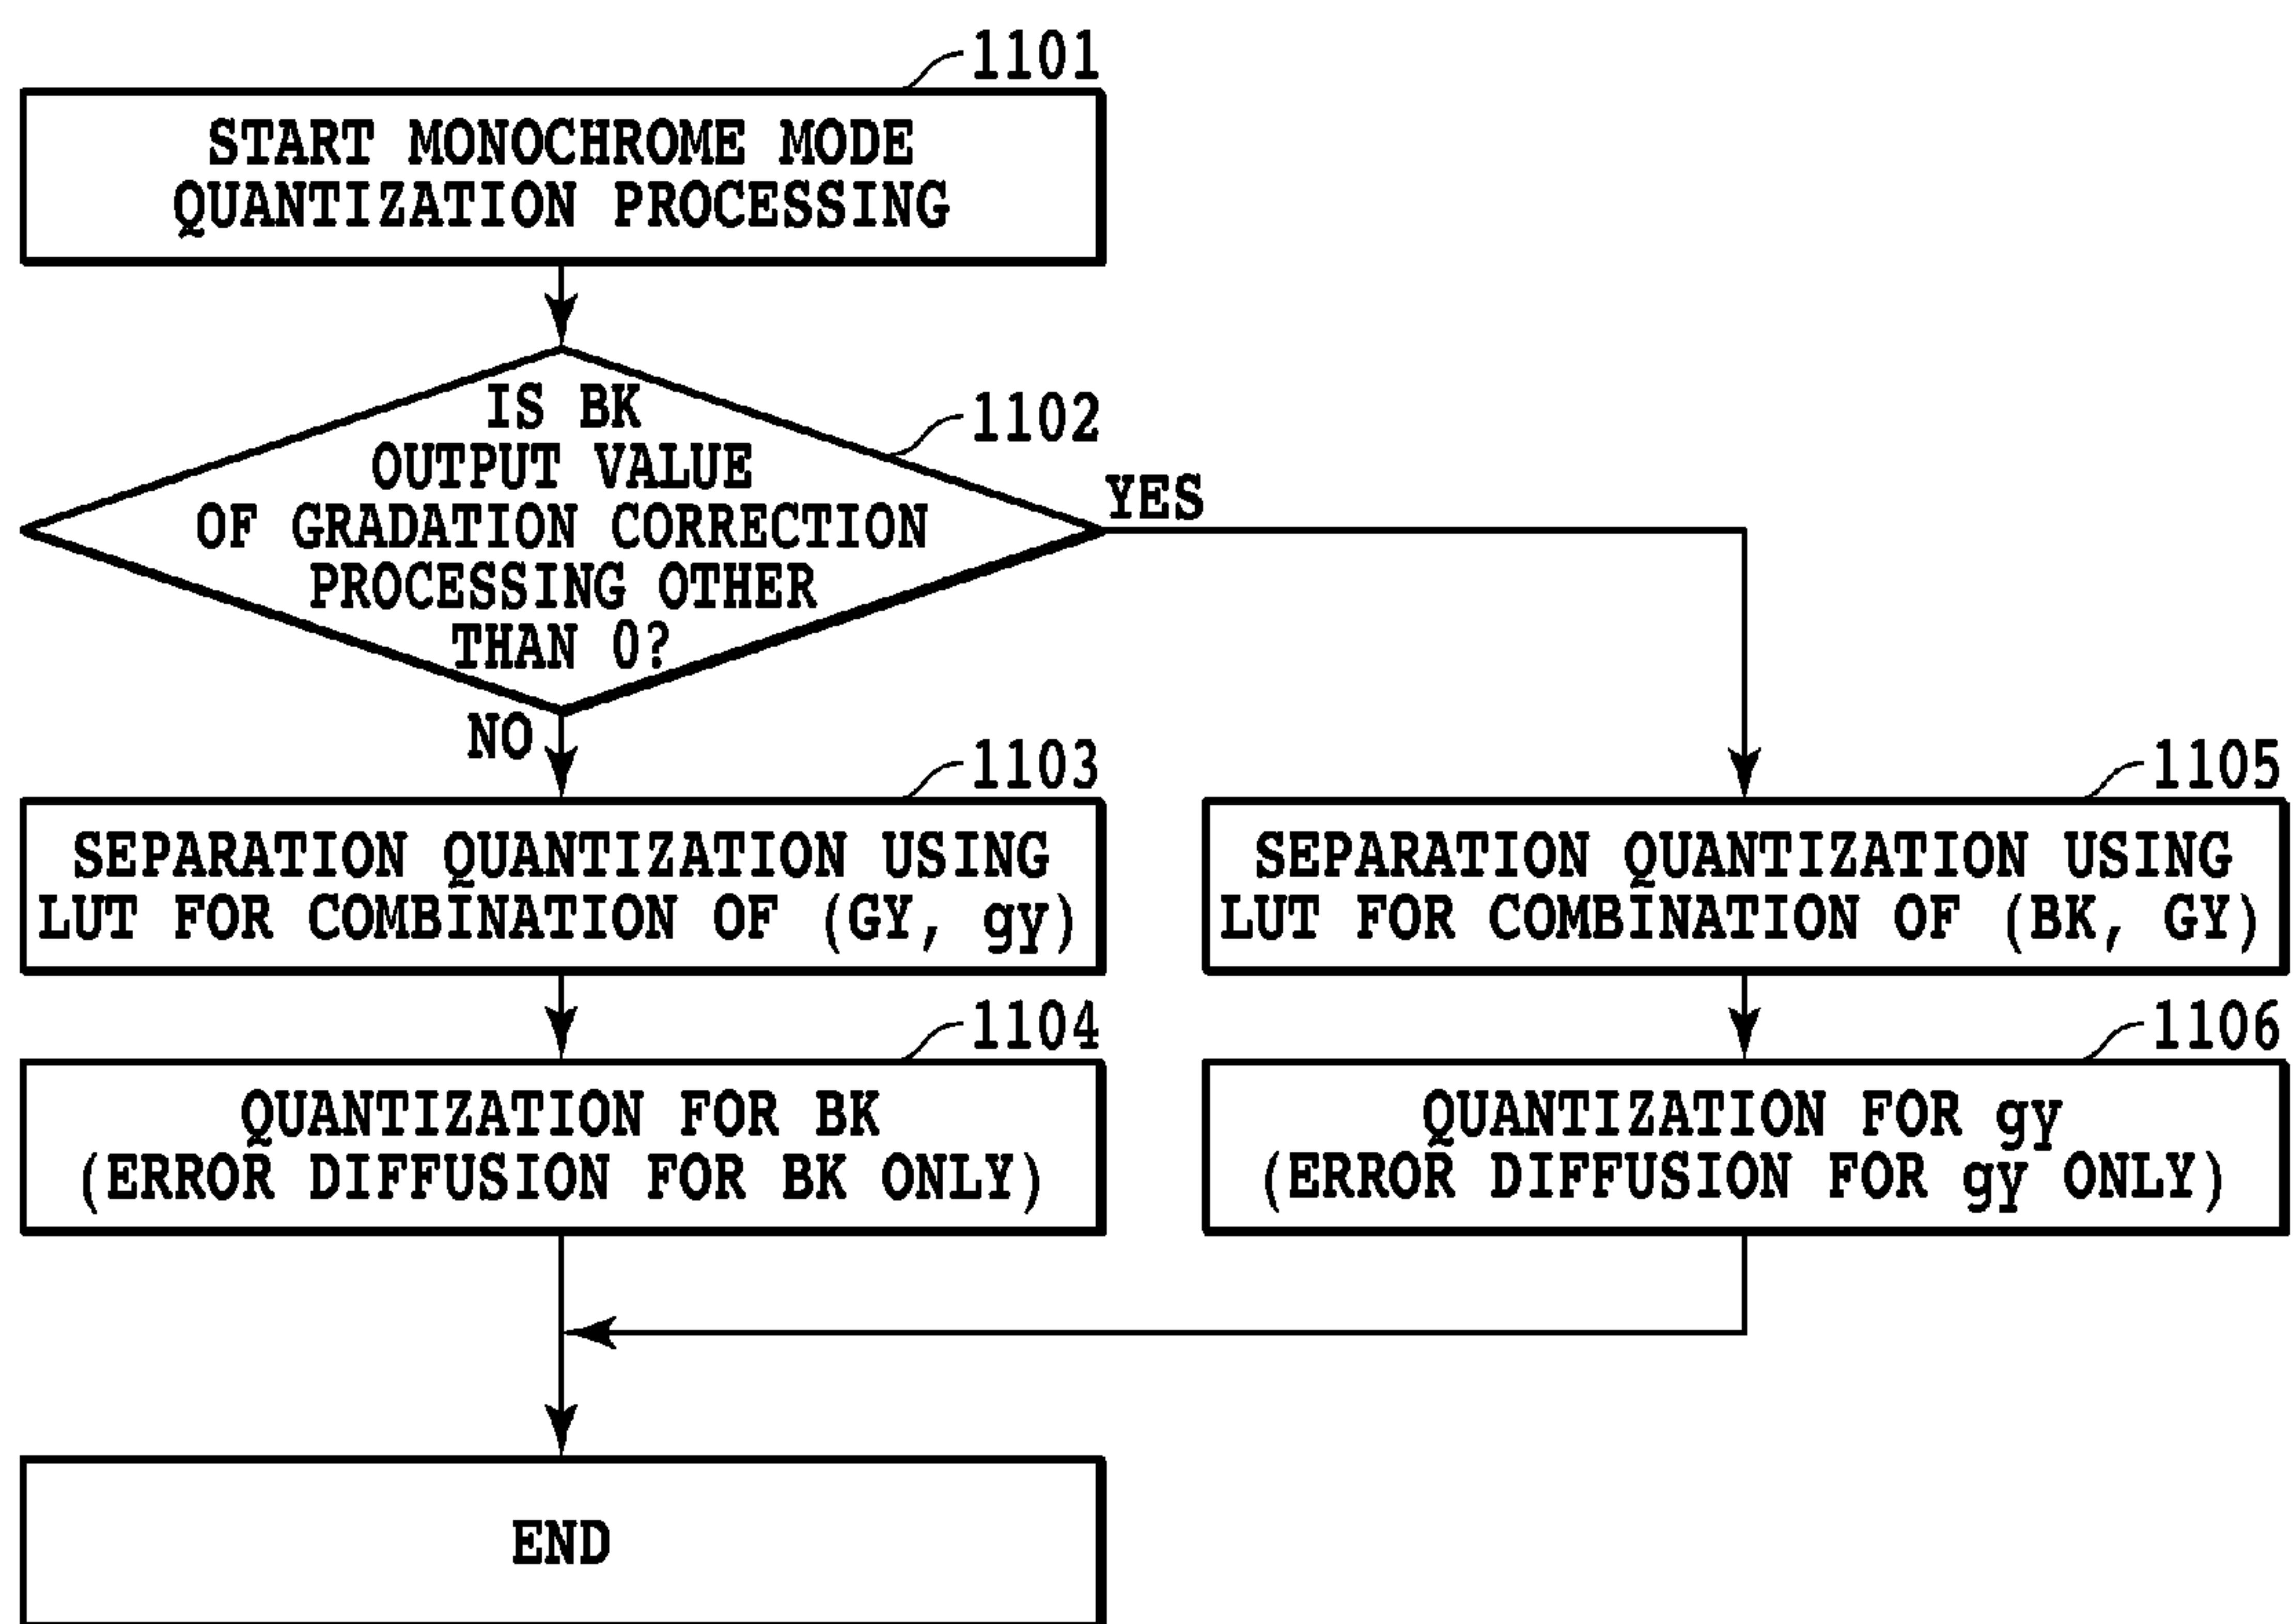 1101
START MONOCHROME MODE
QUANTIZATION PROCESSING
1102
IS BK
OUTPUT VALUE
OF GRADATION CORRECTION
PROCESSING OTHER
THAN 0?
YES
NO
1103
SEPARATION QUANTIZATION USING
LUT FOR COMBINATION OF (GY, gy)
1105
SEPARATION QUANTIZATION USING
LUT FOR COMBINATION OF (BK, GY)
1104
QUANTIZATION FOR BK
(ERROR DIFFUSION FOR BK ONLY)
1106
QUANTIZATION FOR gy
(ERROR DIFFUSION FOR gy ONLY)
END